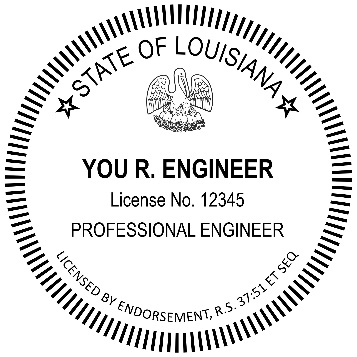 STATE OF LOUISIANA
YOU R. ENGINEER
License No. 12345
PROFESSIONAL ENGINEER
LICENSED BY ENDORSEMENT, R.S. 37:51 ET SEQ